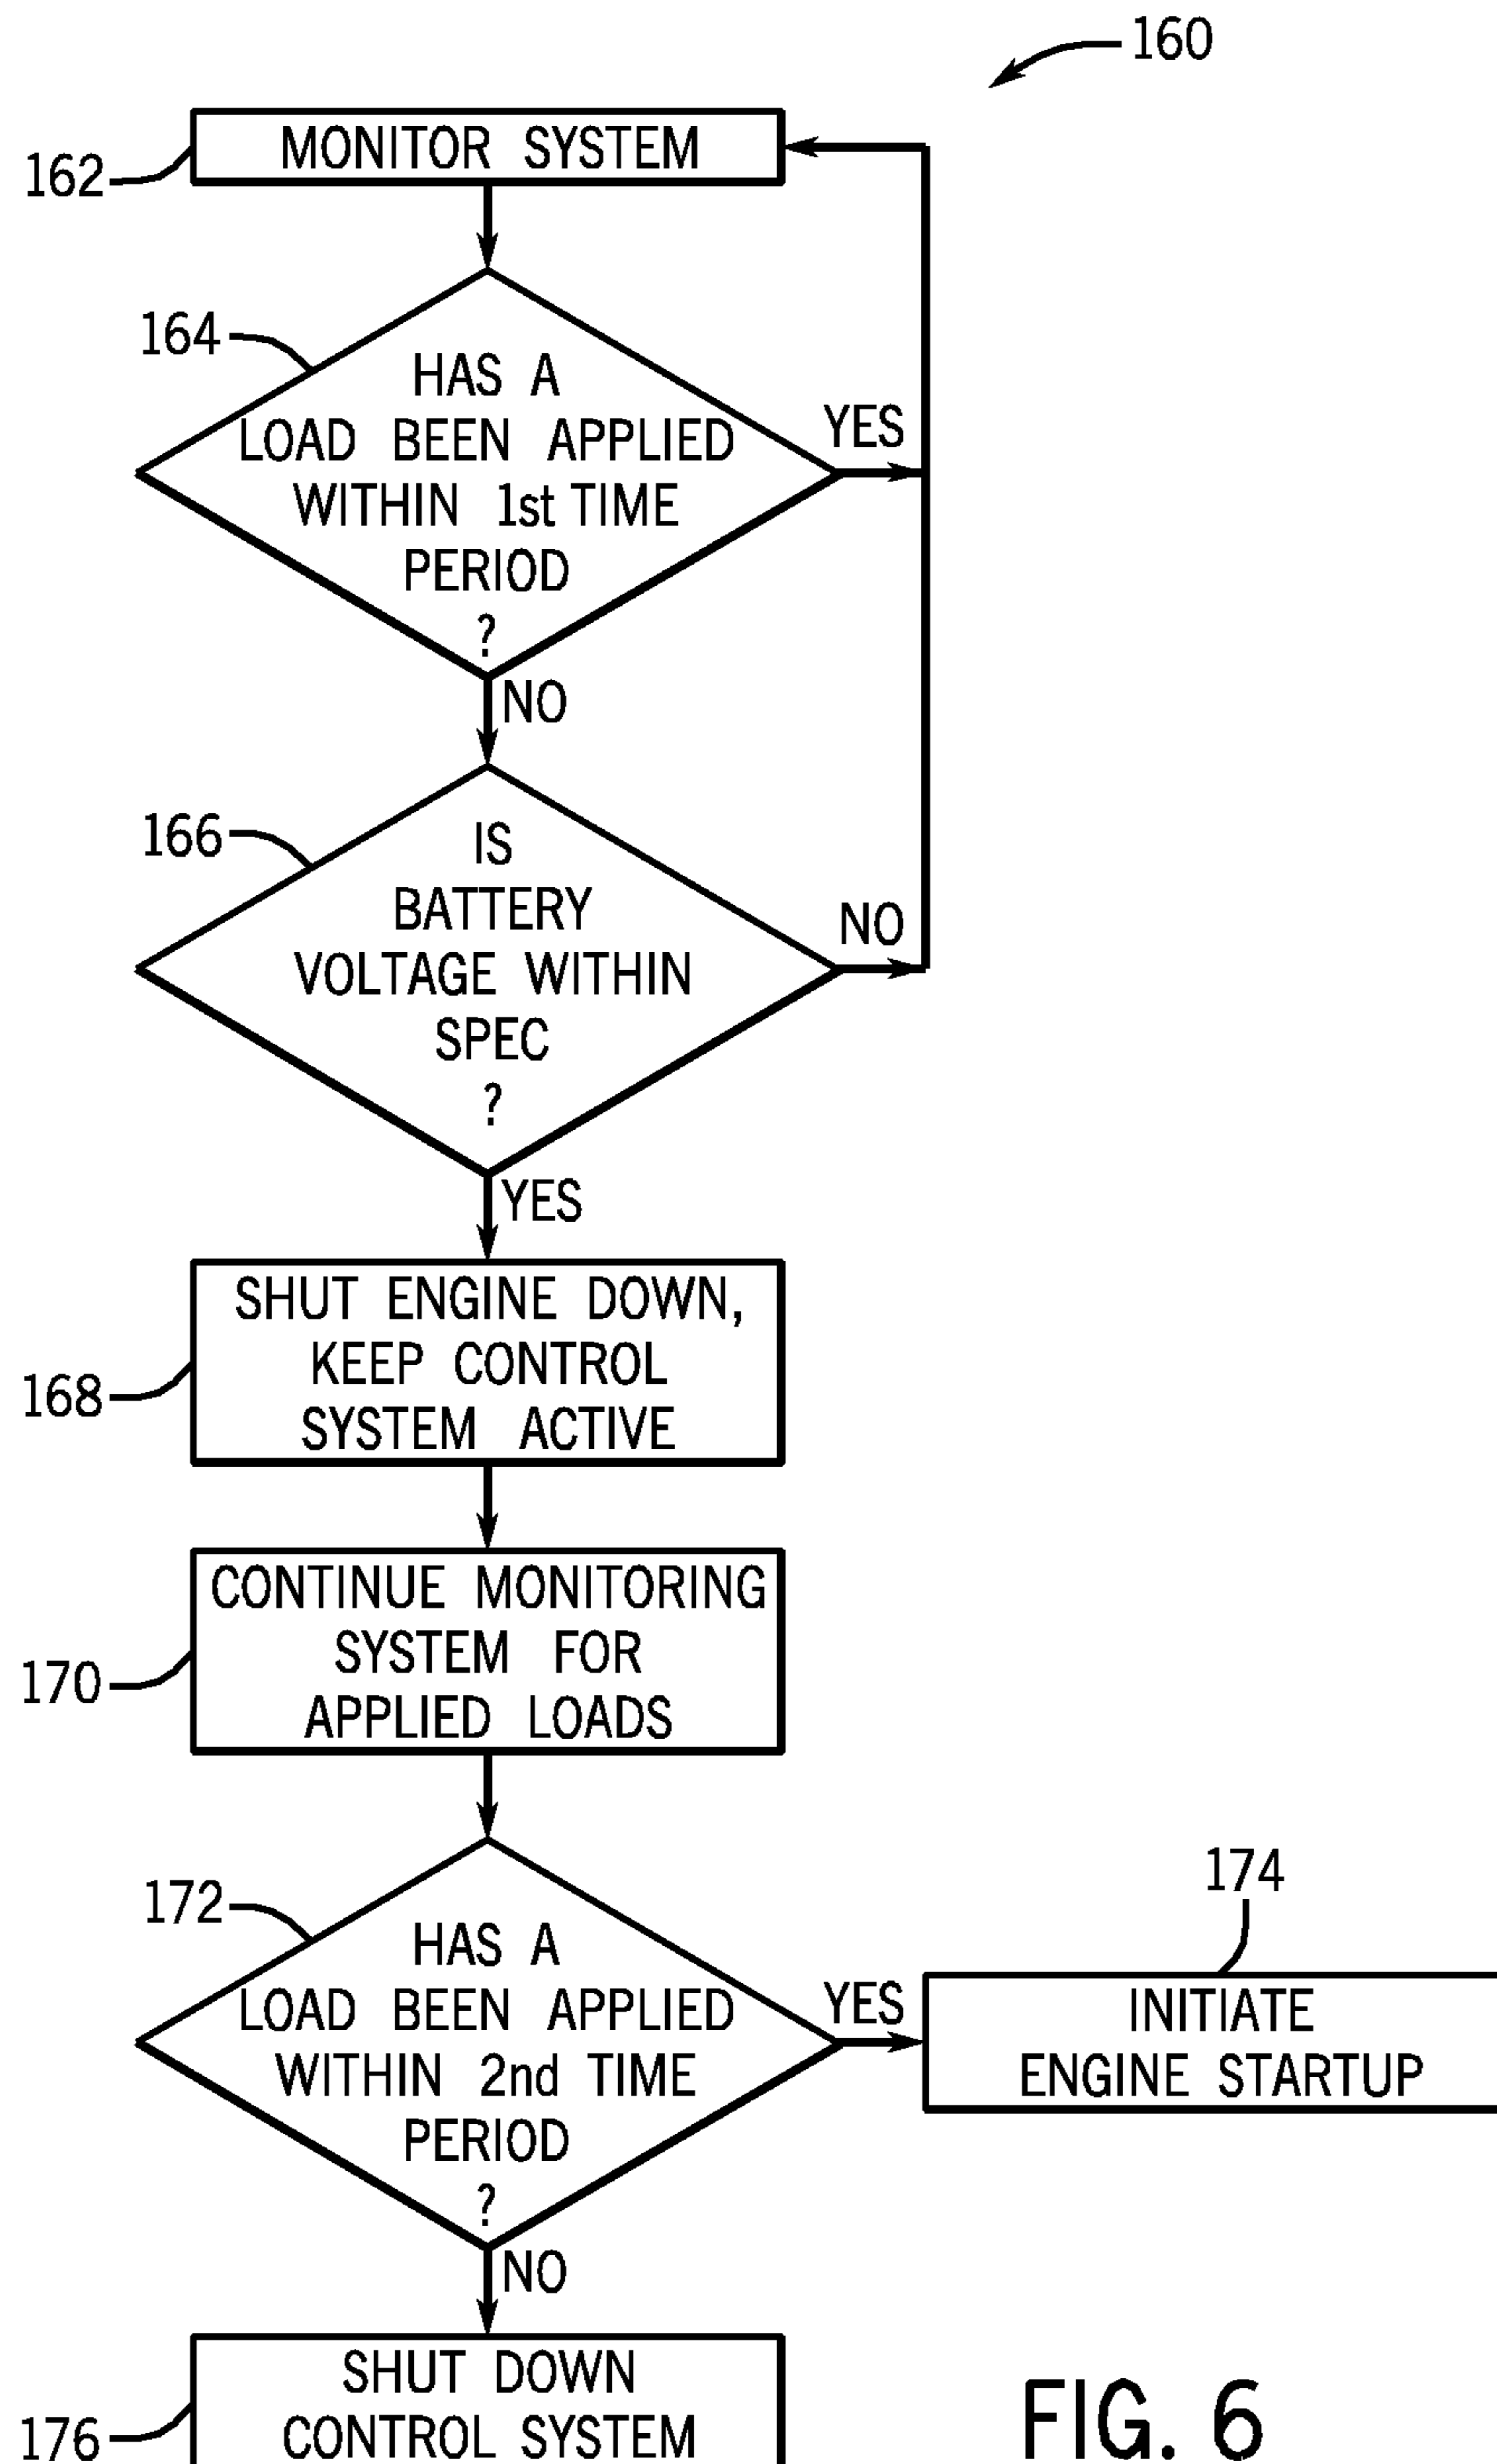 160
MONITOR SYSTEM
162
164
HAS A
LOAD BEEN APPLIED
WITHIN 1st TIME
PERIOD
?
YES
NO
166
IS
BATTERY
VOLTAGE WITHIN
SPEC
?
NO
YES
SHUT ENGINE DOWN,
KEEP CONTROL
SYSTEM ACTIVE
168
CONTINUE MONITORING
SYSTEM FOR
APPLIED LOADS
170
172
HAS A
LOAD BEEN APPLIED
WITHIN 2nd TIME
PERIOD
?
YES
174
INITIATE
ENGINE STARTUP
NO
SHUT DOWN
CONTROL SYSTEM
176
FIG. 6